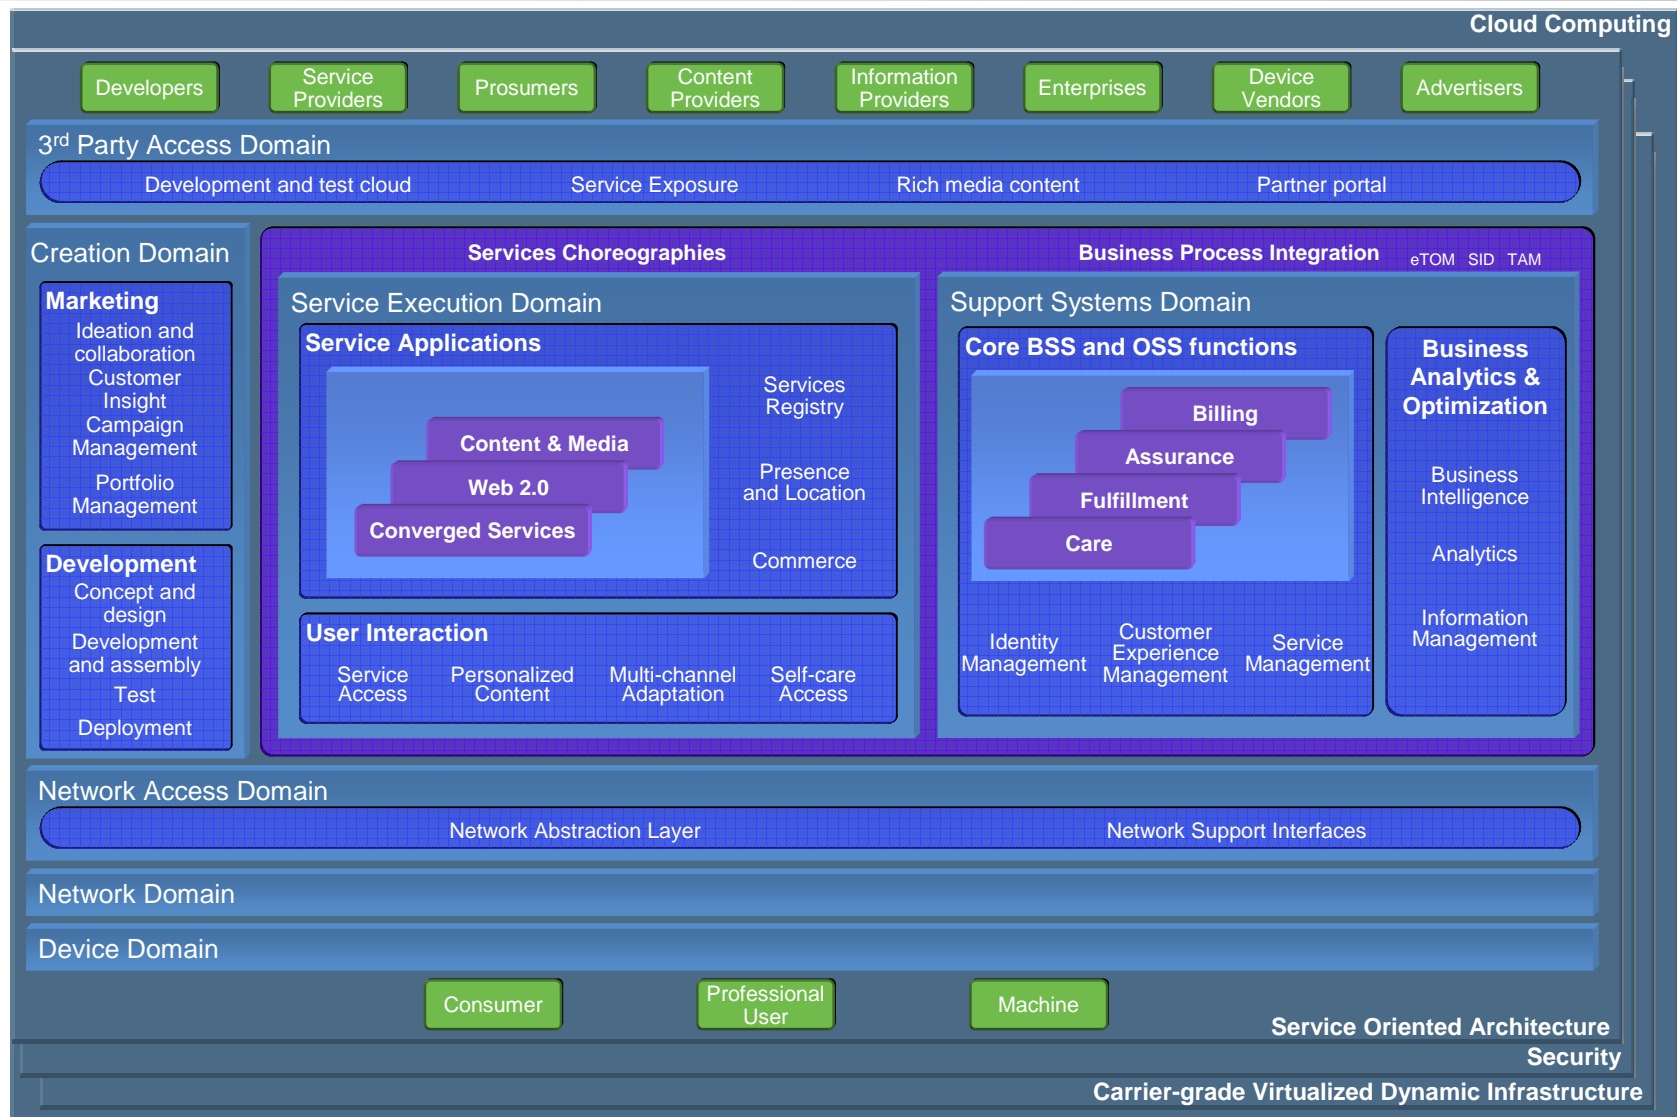 Cloud Computing
Developers
Service
Providers
Prosumers
Content
Providers
Information
Providers
Enterprises
Device
Vendors
Advertisers
3rd Party Access Domain
Development and test cloud
Service Exposure
Rich media content
Partner portal
Creation Domain
Marketing
Ideation and
collaboration
Customer
Insight
Campaign
Management
Portfolio
Management
Development
Concept and
design
Development
and assembly
Test
Deployment
Services Choreographies
Business Process Integration
eTOM SID TAM
Service Execution Domain
Service Applications
Content & Media
Web 2.0
Converged Services
Services
Registry
Presence
and Location
Commerce
User Interaction
Service
Access
Personalized
Content
Multi-channel
Adaptation
Self-care
Access
Support Systems Domain
Core BSS and OSS functions
Billing
Assurance
Fulfillment
Care
Identity
Management
Customer
Experience
Management
Service
Management
Business
Analytics &
Optimization
Business
Intelligence
Analytics
Information
Management
Network Access Domain
Network Abstraction Layer
Network Support Interfaces
Network Domain
Device Domain
Consumer
Professional
User
Machine
Service Oriented Architecture
Security
Carrier-grade Virtualized Dynamic Infrastructure